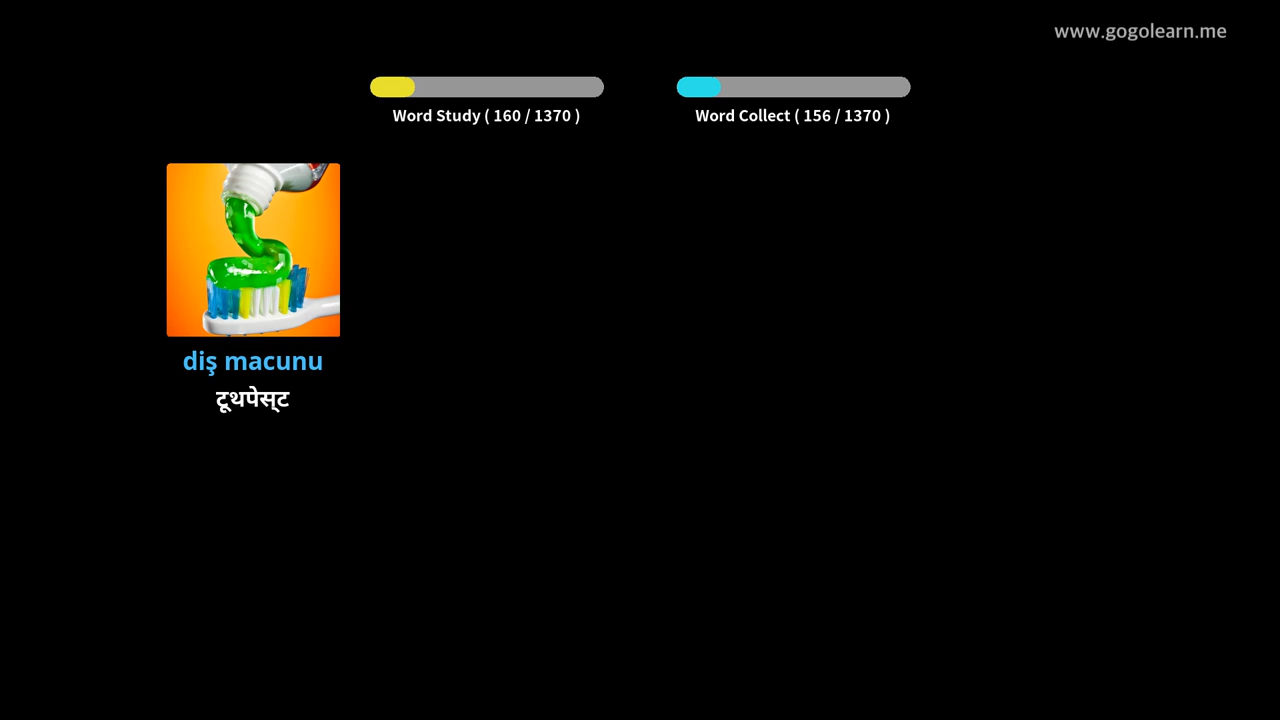 www.gogolearn.me
Word Study ( 160 / 1370 )
Word Collect ( 156 / 1370 )
diş macunu
टूथपेस्ट